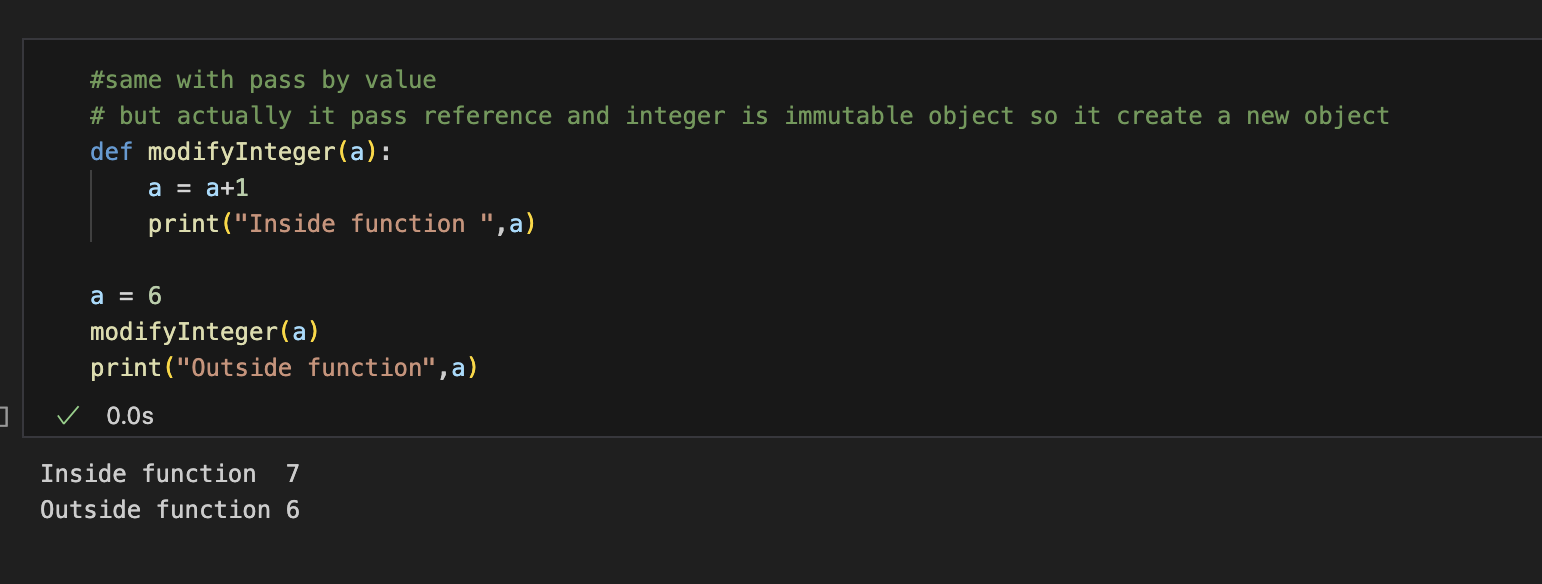 #same with pass by value
# but actually it pass reference and integer is immutable object so it create a new object
def modifyInteger(a):
    a = a+1
    print("Inside function ",a)
a = 6
modifyInteger(a)
print("Outside function",a)
0.0s
Inside function  7
Outside function 6